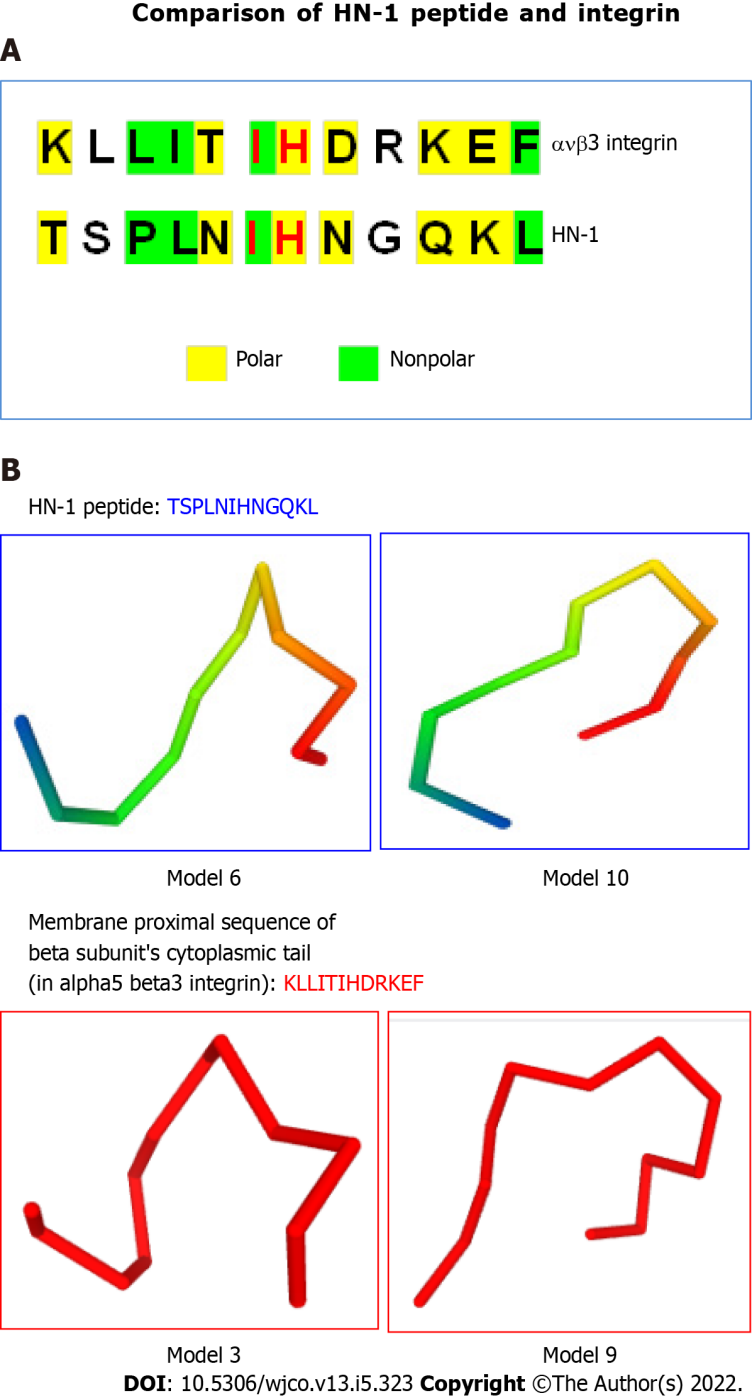 Comparison of HN-1 peptide and integrin
A
K L L I T I H D R K E F ανβ3 integrin
T S P L N I H N G Q K L HN-1
Polar Nonpolar
B
HN-1 peptide: TSPLNIHNGQKL
Model 6 Model 10
Membrane proximal sequence of
beta subunit's cytoplasmic tail
(in alpha5 beta3 integrin): KLLITIHDRKEF
Model 3 Model 9
DOI: 10.5306/wjco.v13.i5.323 Copyright ©The Author(s) 2022.